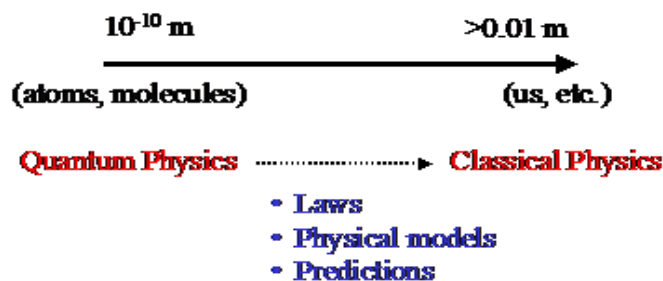 10⁻¹⁰ m >0.01 m
(atoms, molecules) (us, etc.)
Quantum Physics Classical Physics
• Laws
• Physical models
• Predictions